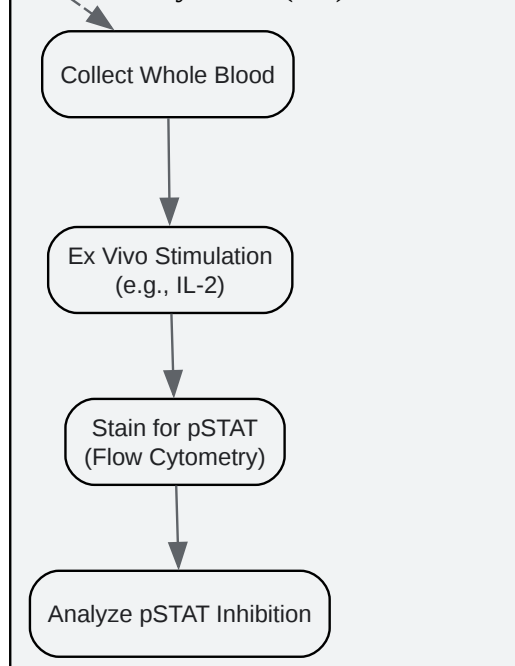 Collect Whole Blood
Ex Vivo Stimulation
(e.g., IL-2)
Stain for pSTAT
(Flow Cytometry)
Analyze pSTAT Inhibition